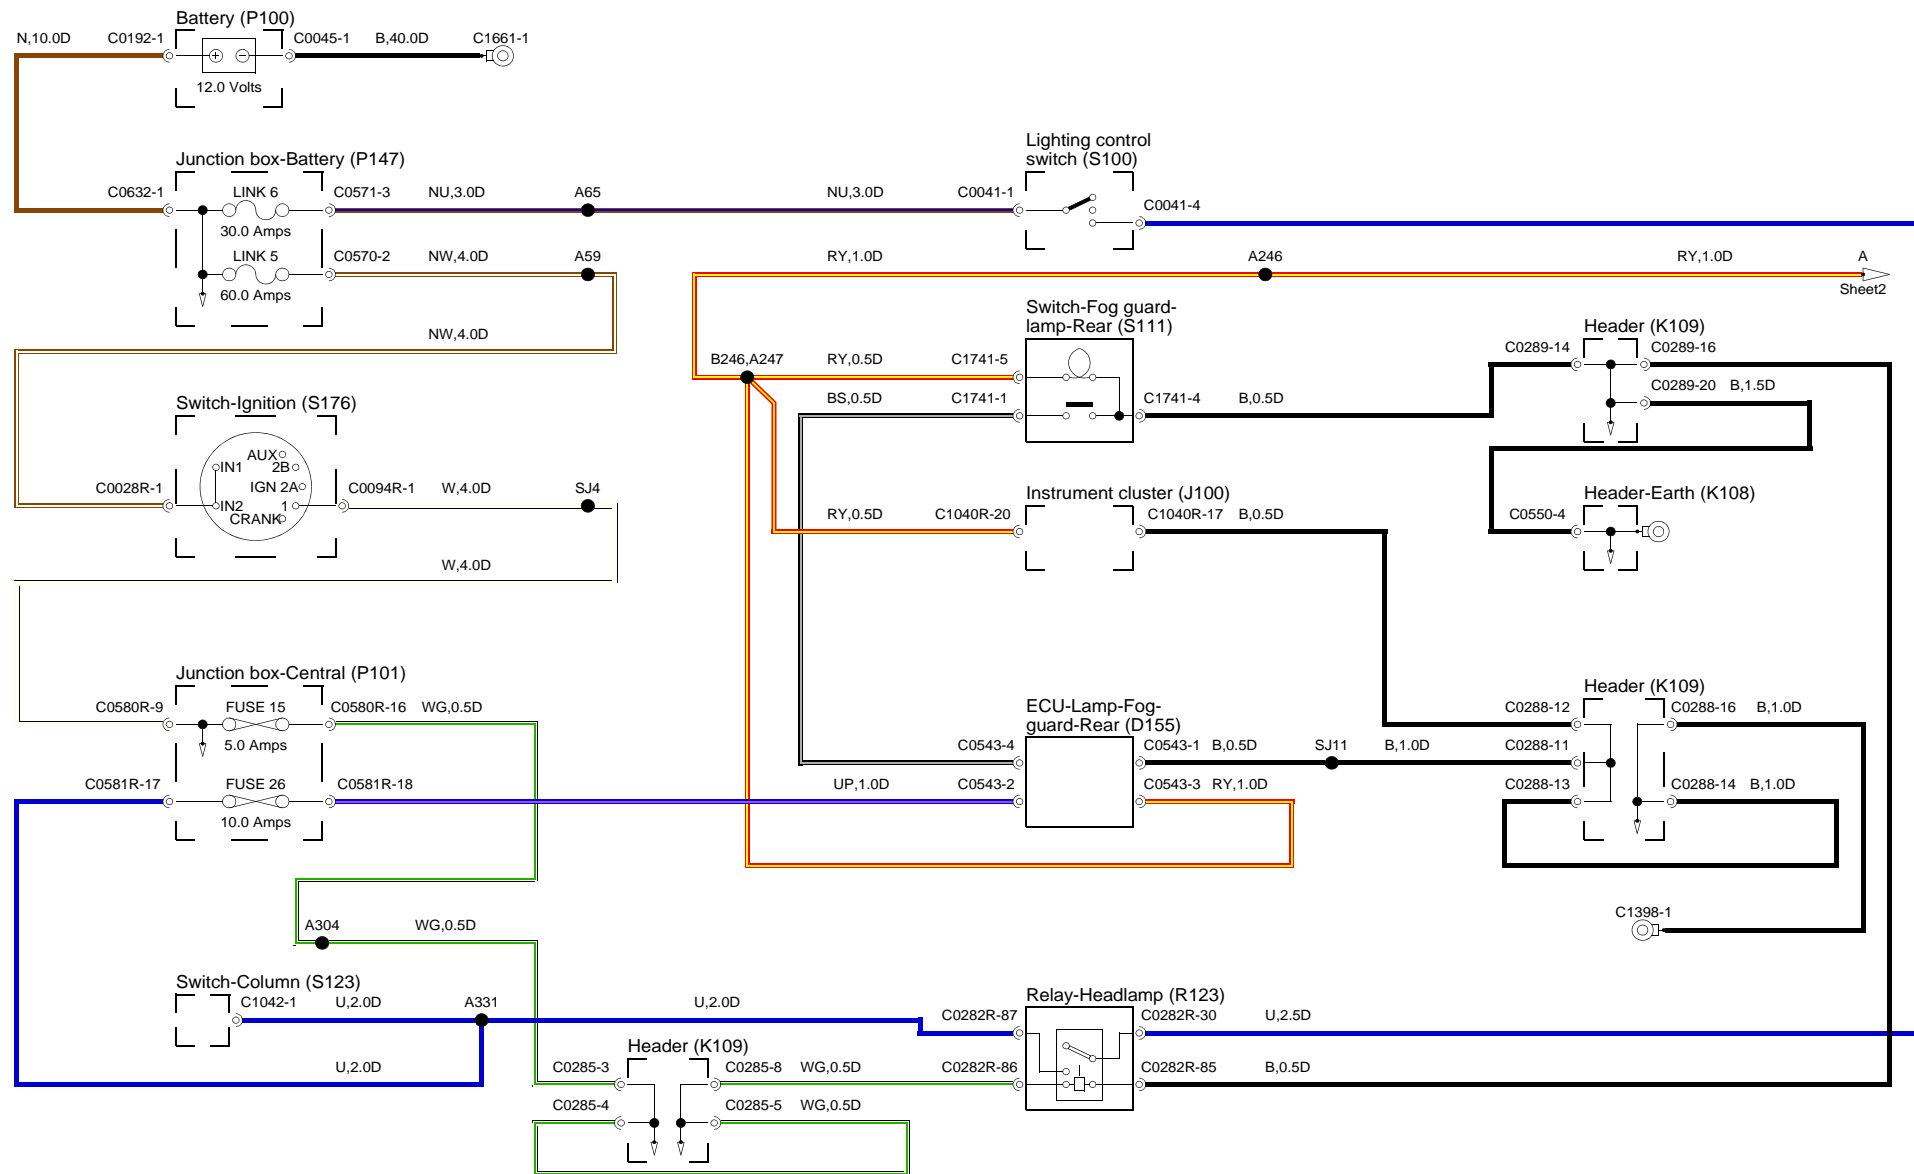 Battery (P100)
N,10.0D
C0192-1
C0045-1
B,40.0D
C1661-1
12.0 Volts
Lighting control
switch (S100)
Junction box-Battery (P147)
C0632-1
LINK 6
C0571-3
NU,3.0D
A65
NU,3.0D
C0041-1
C0041-4
30.0 Amps
LINK 5
C0570-2
NW,4.0D
A59
RY,1.0D
A246
RY,1.0D
A
60.0 Amps
Sheet2
Switch-Fog guard-
lamp-Rear (S111)
Header (K109)
NW,4.0D
C0289-14
C0289-16
B246,A247
RY,0.5D
C1741-5
C0289-20
B,1.5D
Switch-Ignition (S176)
BS,0.5D
C1741-1
C1741-4
B,0.5D
AUX
IN1
2B
IGN 2A
C0028R-1
IN2
1
CRANK
C0094R-1
W,4.0D
SJ4
Instrument cluster (J100)
Header-Earth (K108)
RY,0.5D
C1040R-20
C1040R-17
B,0.5D
C0550-4
W,4.0D
Junction box-Central (P101)
Header (K109)
C0580R-9
FUSE 15
C0580R-16
WG,0.5D
5.0 Amps
ECU-Lamp-Fog-
guard-Rear (D155)
C0288-12
C0288-16
B,1.0D
C0543-4
C0543-1
B,0.5D
SJ11
B,1.0D
C0288-11
C0581R-17
FUSE 26
C0581R-18
UP,1.0D
C0543-2
C0543-3
RY,1.0D
C0288-13
C0288-14
B,1.0D
10.0 Amps
A304
WG,0.5D
C1398-1
Switch-Column (S123)
C1042-1
U,2.0D
A331
U,2.0D
Relay-Headlamp (R123)
C0282R-87
C0282R-30
U,2.5D
Header (K109)
U,2.0D
C0285-3
C0285-8
WG,0.5D
C0282R-86
C0282R-85
B,0.5D
C0285-4
C0285-5
WG,0.5D